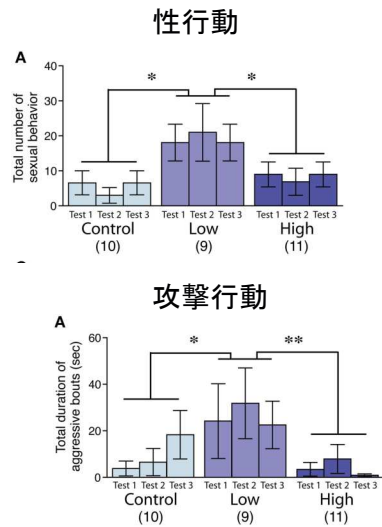 性行動
A
*
*
40
30
20
10
0
Total number of
sexual behavior
Test 1 Test 2 Test 3 Test 1 Test 2 Test 3 Test 1 Test 2 Test 3
Control Low High
(10) (9) (11)
攻撃行動
A
*
**
60
40
20
0
Total duration of
aggressive bouts (sec)
Test 1 Test 2 Test 3 Test 1 Test 2 Test 3 Test 1 Test 2 Test 3
Control Low High
(10) (9) (11)